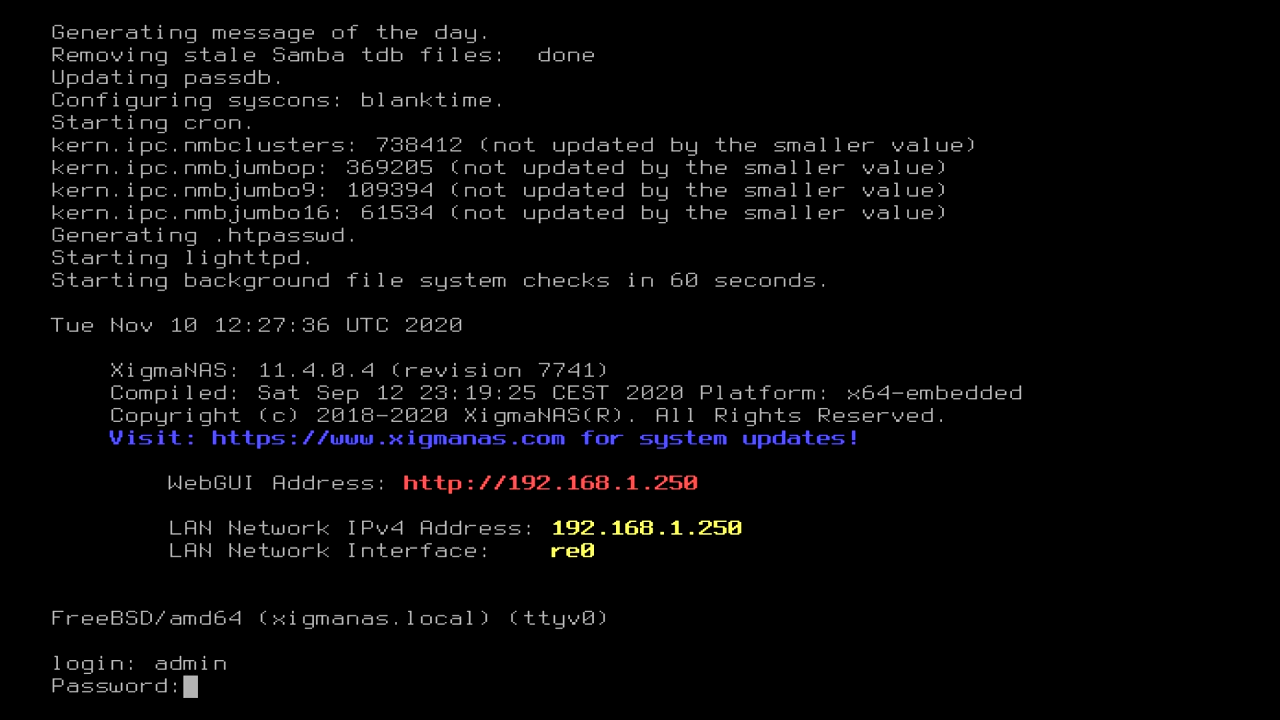 Generating message of the day.
Removing stale Samba tdb files:  done
Updating passdb.
Configuring syscons: blanktime.
Starting cron.
kern.ipc.nmbclusters: 738412 (not updated by the smaller value)
kern.ipc.nmbjumbop: 369205 (not updated by the smaller value)
kern.ipc.nmbjumbo9: 109394 (not updated by the smaller value)
kern.ipc.nmbjumbo16: 61534 (not updated by the smaller value)
Generating .htpasswd.
Starting lighttpd.
Starting background file system checks in 60 seconds.
Tue Nov 10 12:27:36 UTC 2020
XigmaNAS: 11.4.0.4 (revision 7741)
Compiled: Sat Sep 12 23:19:25 CEST 2020 Platform: x64-embedded
Copyright (c) 2018-2020 XigmaNAS(R). All Rights Reserved.
Visit: https://www.xigmanas.com for system updates!
WebGUI Address: http://192.168.1.250
LAN Network IPv4 Address: 192.168.1.250
LAN Network Interface:    re0
FreeBSD/amd64 (xigmanas.local) (ttyv0)
login: admin
Password: